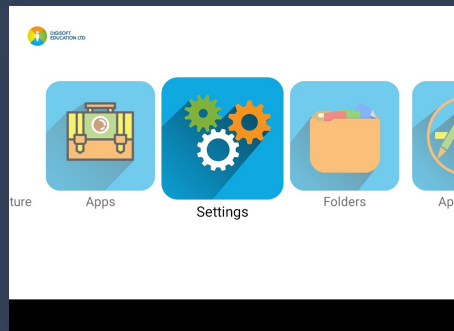 DIGISOFT
EDUCATION LTD
ture
Apps
Settings
Folders
Ap